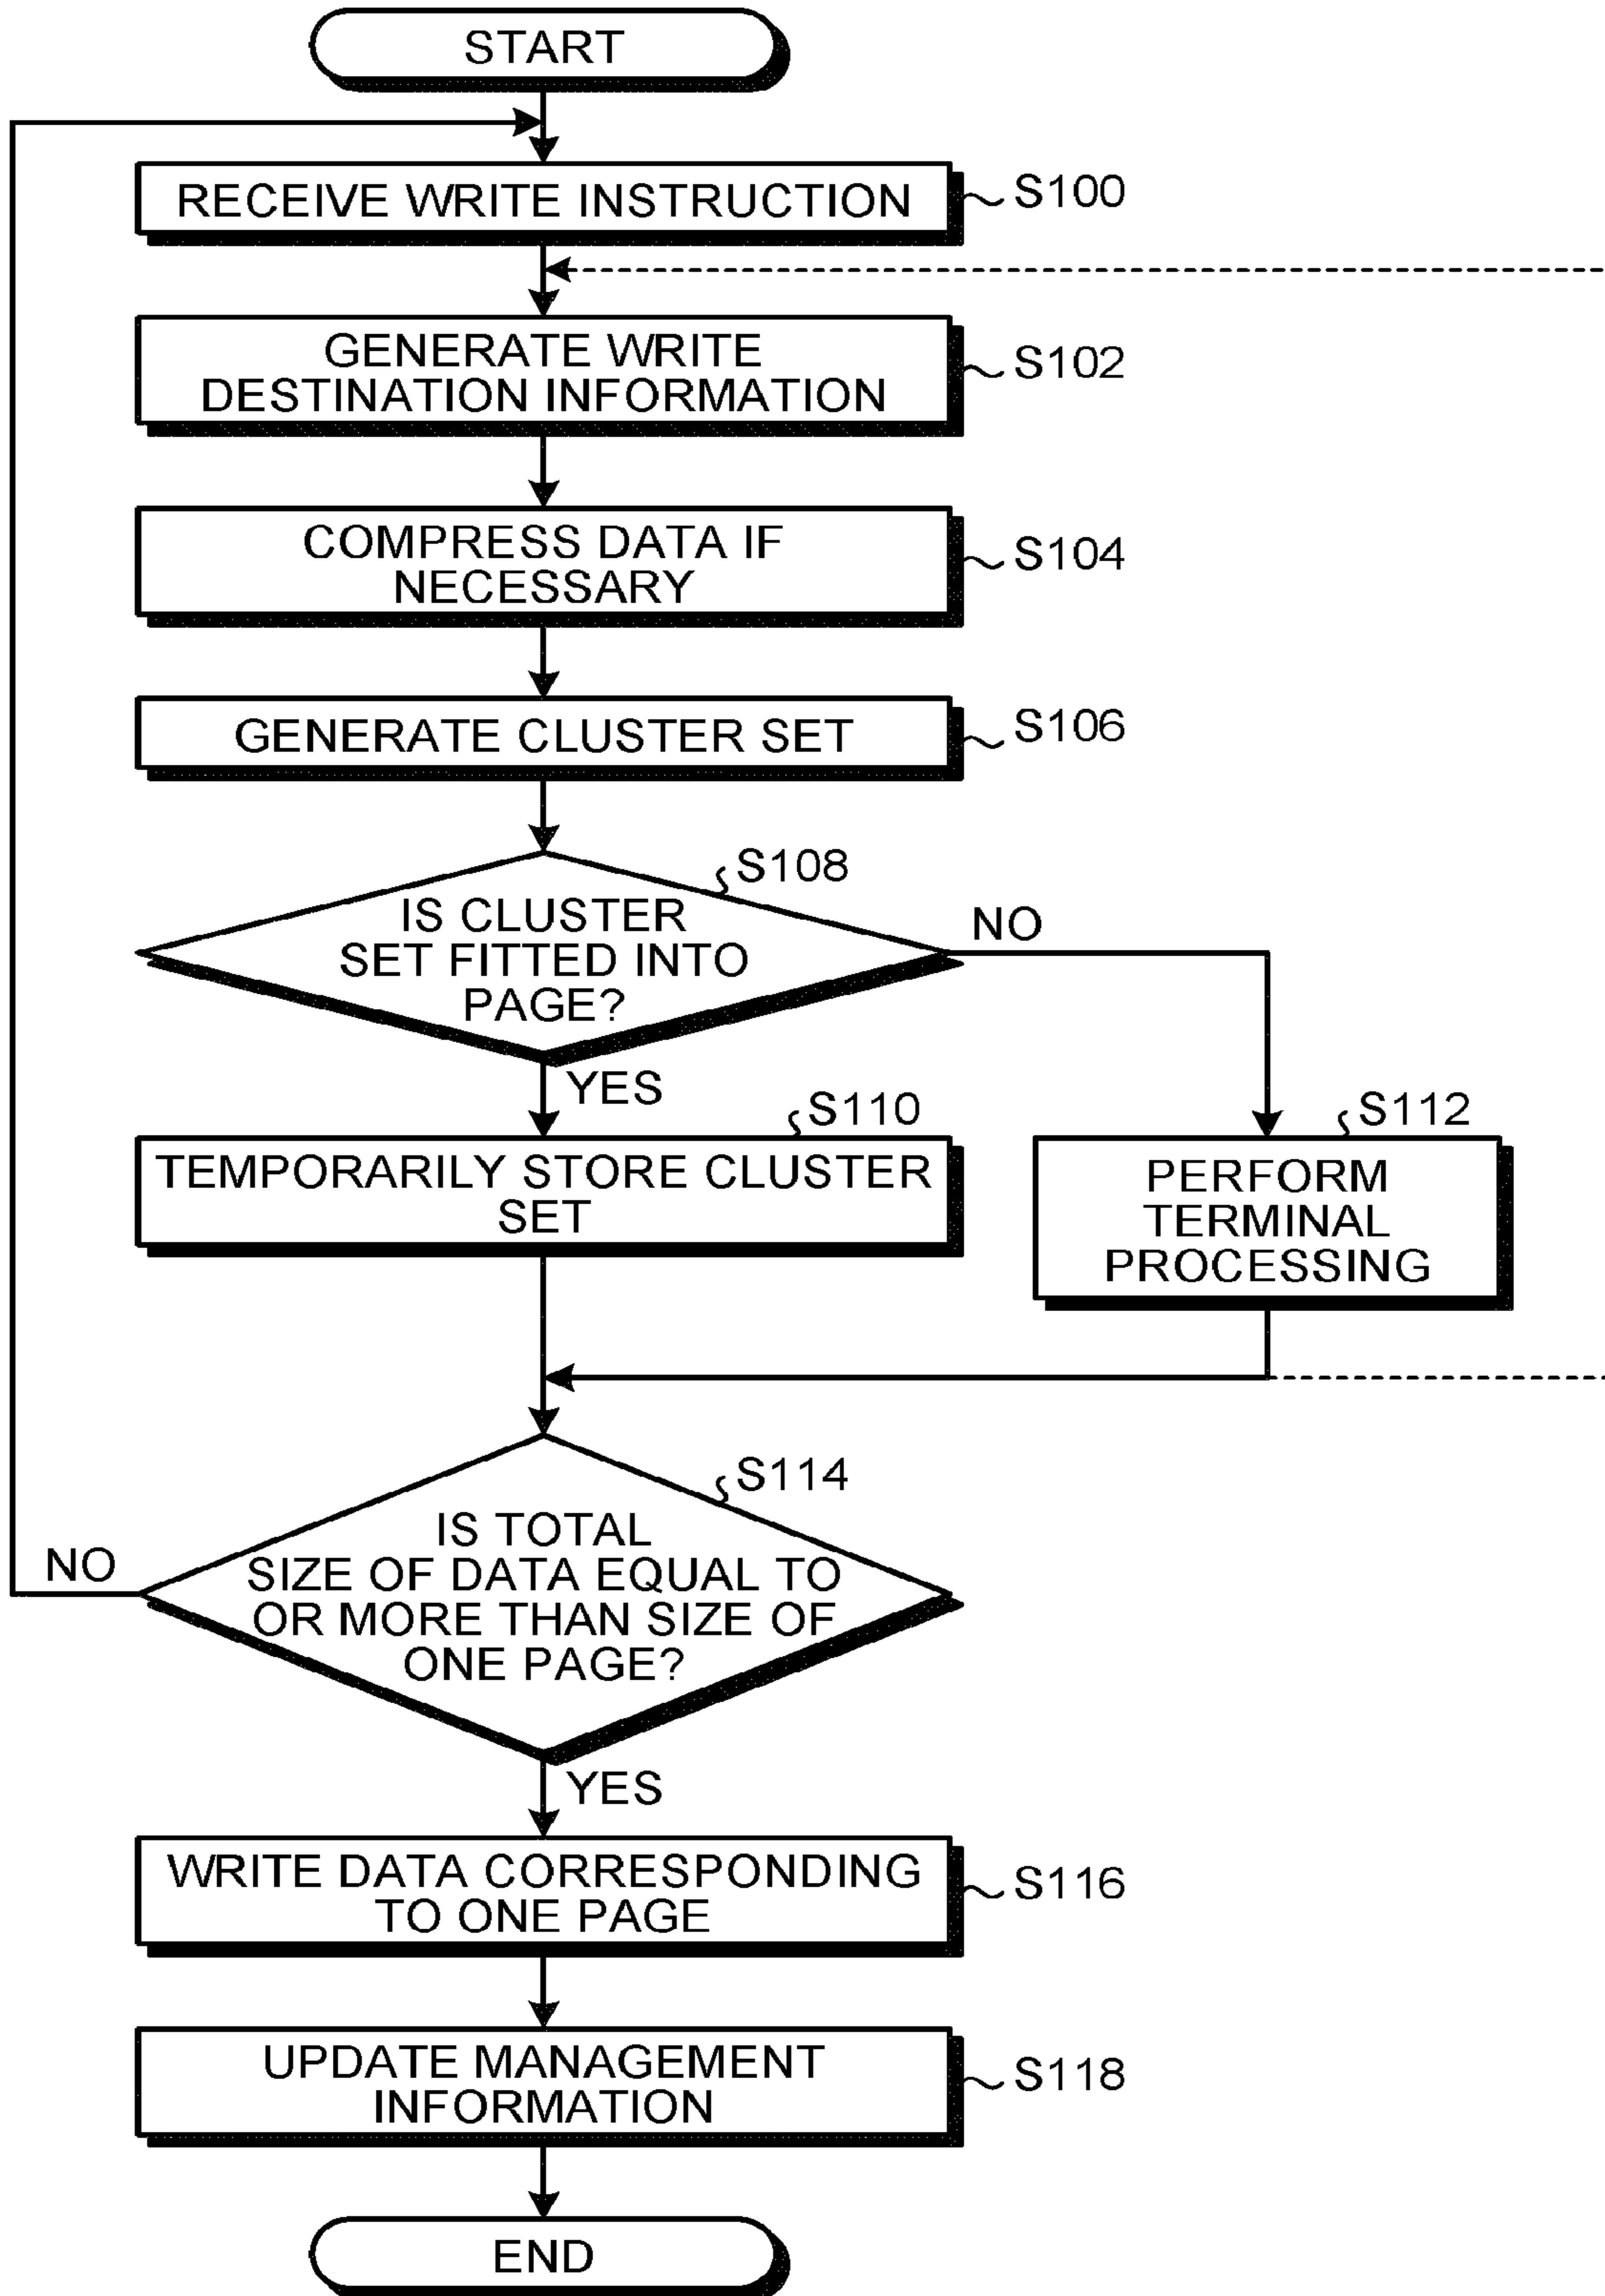 START
RECEIVE WRITE INSTRUCTION
S100
GENERATE WRITE
DESTINATION INFORMATION
S102
COMPRESS DATA IF
NECESSARY
S104
GENERATE CLUSTER SET
S106
S108
IS CLUSTER
SET FITTED INTO
PAGE?
NO
YES
S110
TEMPORARILY STORE CLUSTER
SET
S112
PERFORM
TERMINAL
PROCESSING
S114
IS TOTAL
SIZE OF DATA EQUAL TO
OR MORE THAN SIZE OF
ONE PAGE?
NO
YES
WRITE DATA CORRESPONDING
TO ONE PAGE
S116
UPDATE MANAGEMENT
INFORMATION
S118
END